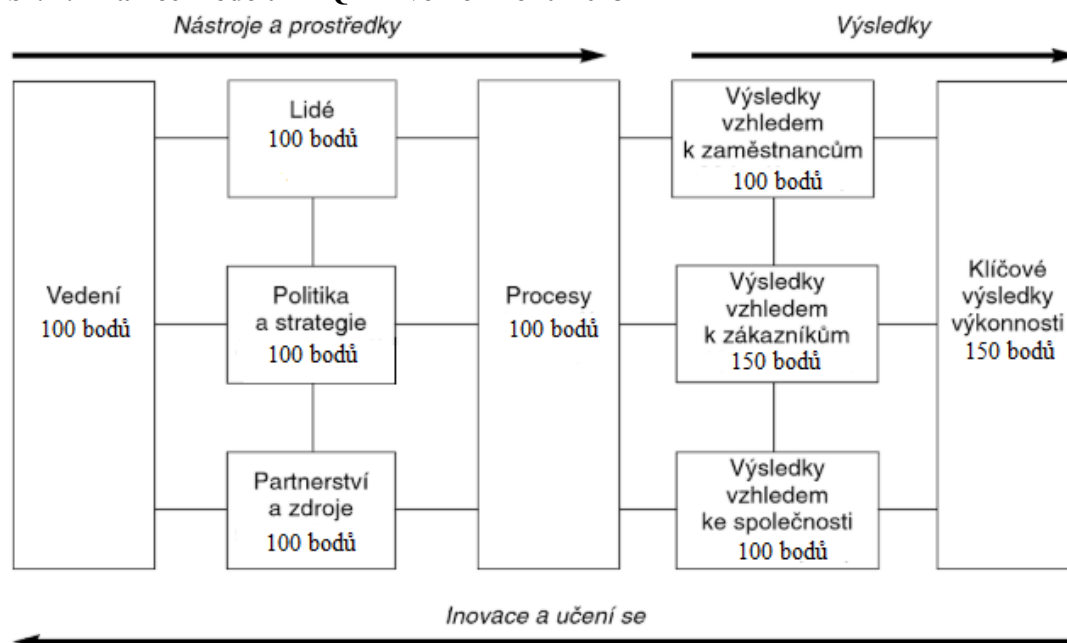 Nástroje a prostředky
Výsledky
Vedení
100 bodů
Lidé
100 bodů
Politika
a strategie
100 bodů
Partnerství
a zdroje
100 bodů
Procesy
100 bodů
Výsledky
vzhledem
k zaměstnancům
100 bodů
Výsledky
vzhledem
k zákazníkům
150 bodů
Výsledky
vzhledem
ke společnosti
100 bodů
Klíčové
výsledky
výkonnosti
150 bodů
Inovace a učení se